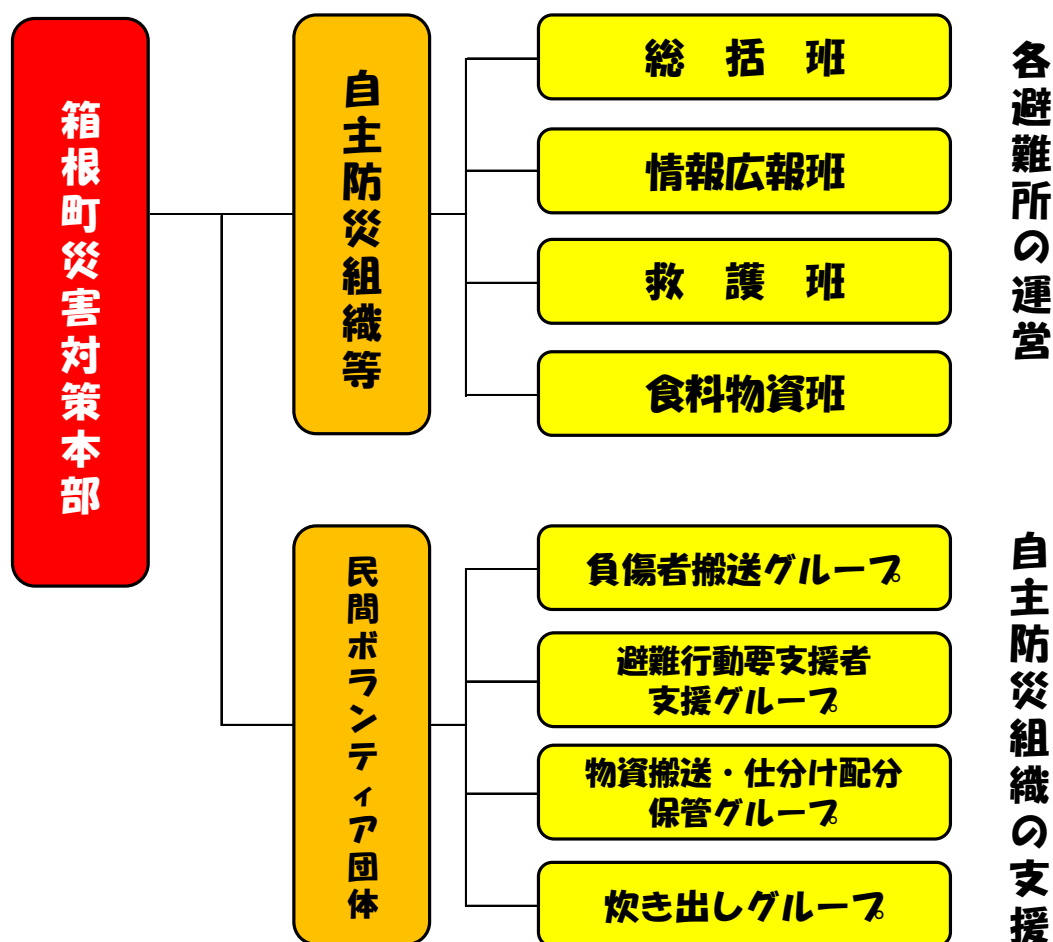 箱根町災害対策本部
自主防災組織等
総括班
情報広報班
救護班
食料物資班
各避難所の運営
民間ボランティア団体
負傷者搬送グループ
避難行動要支援者
支援グループ
物資搬送・仕分け配分
保管グループ
炊き出しグループ
自主防災組織の支援